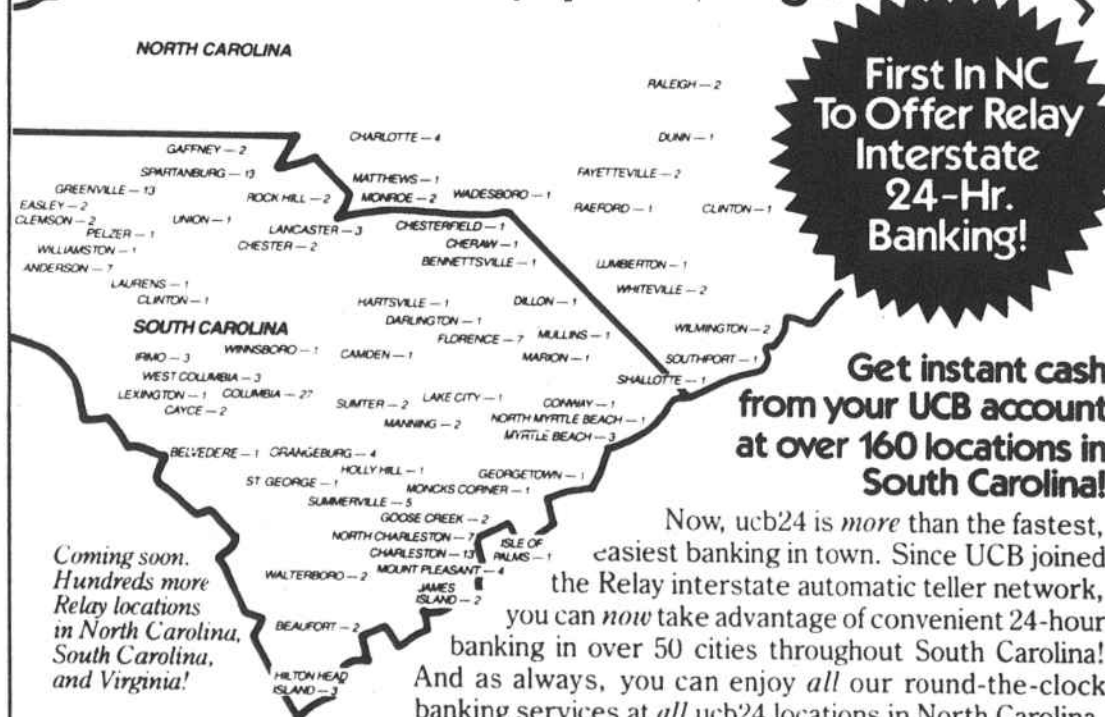 NORTH CAROLINA
RALEIGH — 2
CHARLOTTE — 4
DUNN — 1
GAFFNEY — 2
SPARTANBURG — 13
MATTHEWS — 1
FAYETTEVILLE — 2
GREENVILLE — 13
ROCK HILL — 2
MONROE — 2
WADESBORO — 1
EASLEY — 2
RAEFORD — 1
CLINTON — 1
CLEMSON — 2
UNION — 1
LANCASTER — 3
CHESTERFIELD — 1
PELZER — 1
CHESTER — 2
CHERAW — 1
WILLIAMSTON — 1
BENNETTSVILLE — 1
LUMBERTON — 1
ANDERSON — 7
LAURENS — 1
WHITEVILLE — 2
CLINTON — 1
HARTSVILLE — 1
DILLON — 1
DARLINGTON — 1
SOUTH CAROLINA
FLORENCE — 7
MULLINS — 1
WILMINGTON — 2
IRMO — 3
WINNSBORO — 1
CAMDEN — 1
MARION — 1
SOUTHPORT — 1
WEST COLUMBIA — 3
SHALLOTTE — 1
LEXINGTON — 1
COLUMBIA — 27
SUMTER — 2
LAKE CITY — 1
CONWAY — 1
CAYCE — 2
MANNING — 2
NORTH MYRTLE BEACH — 1
MYRTLE BEACH — 3
BELVEDERE — 1
ORANGEBURG — 4
HOLLY HILL — 1
GEORGETOWN — 1
ST GEORGE — 1
MONCKS CORNER — 1
SUMMERVILLE — 5
GOOSE CREEK — 2
NORTH CHARLESTON — 7
ISLE OF
PALMS — 1
CHARLESTON — 13
MOUNT PLEASANT — 4
WALTERBORO — 2
JAMES
ISLAND — 2
BEAUFORT — 2
HILTON HEAD
ISLAND — 3
Coming soon.
Hundreds more
Relay locations
in North Carolina,
South Carolina,
and Virginia!
First In NC
To Offer Relay
Interstate
24-Hr.
Banking!
Get instant cash
from your UCB account
at over 160 locations in
South Carolina!
Now, ucb24 is more than the fastest,
easiest banking in town. Since UCB joined
the Relay interstate automatic teller network,
you can now take advantage of convenient 24-hour
banking in over 50 cities throughout South Carolina!
And as always, you can enjoy all our round-the-clock
banking services at all ucb24 locations in North Carolina.